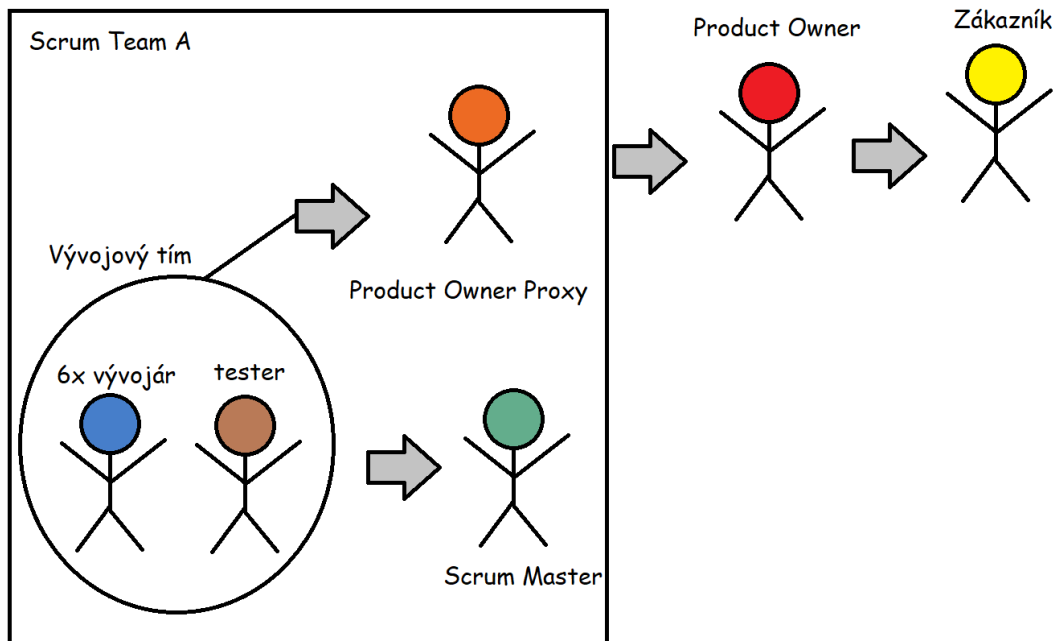 Scrum Team A
Product Owner
Zákazník
Vývojový tím
Product Owner Proxy
6x vývojár
tester
Scrum Master